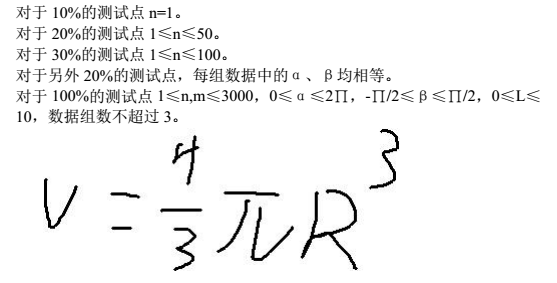 对于 10%的测试点 n=1。
对于 20%的测试点 1≤n≤50。
对于 30%的测试点 1≤n≤100。
对于另外 20%的测试点，每组数据中的α、β均相等。
对于 100%的测试点 1≤n,m≤3000，0≤α≤2∏，-∏/2≤β≤∏/2，0≤L≤
10，数据组数不超过 3。
V = 4/3 πR³